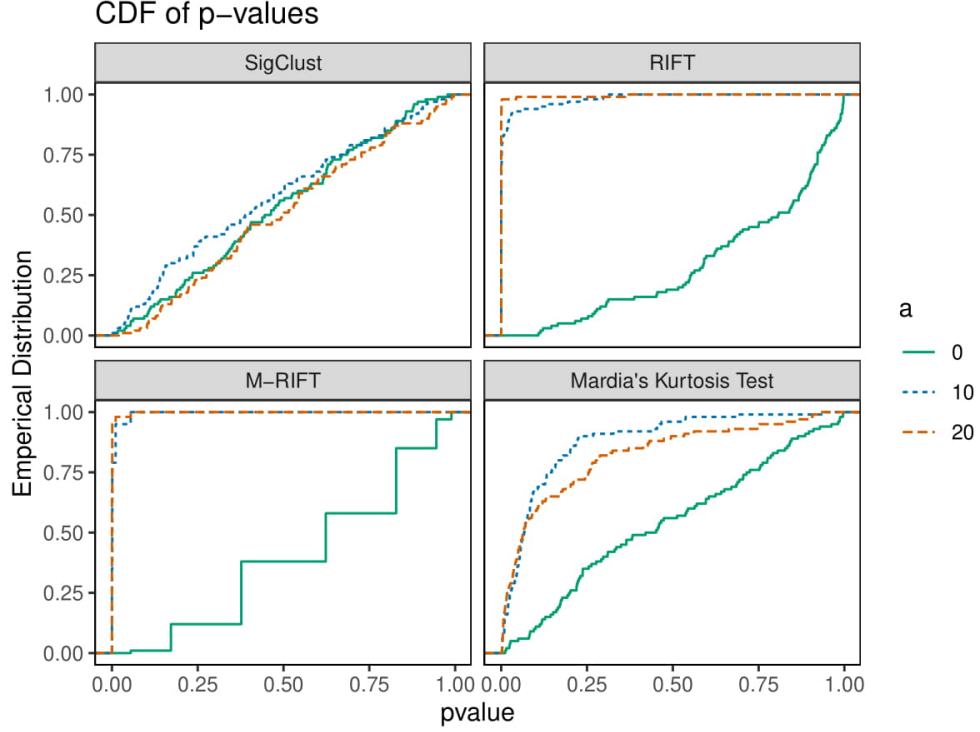 CDF of p−values
SigClust
RIFT
1.00
0.75
0.50
0.25
0.00
M−RIFT
Mardia's Kurtosis Test
1.00
0.75
0.50
0.25
0.00
0.00 0.25 0.50 0.75 1.00 0.00 0.25 0.50 0.75 1.00
pvalue
Emperical Distribution
a
0
10
20